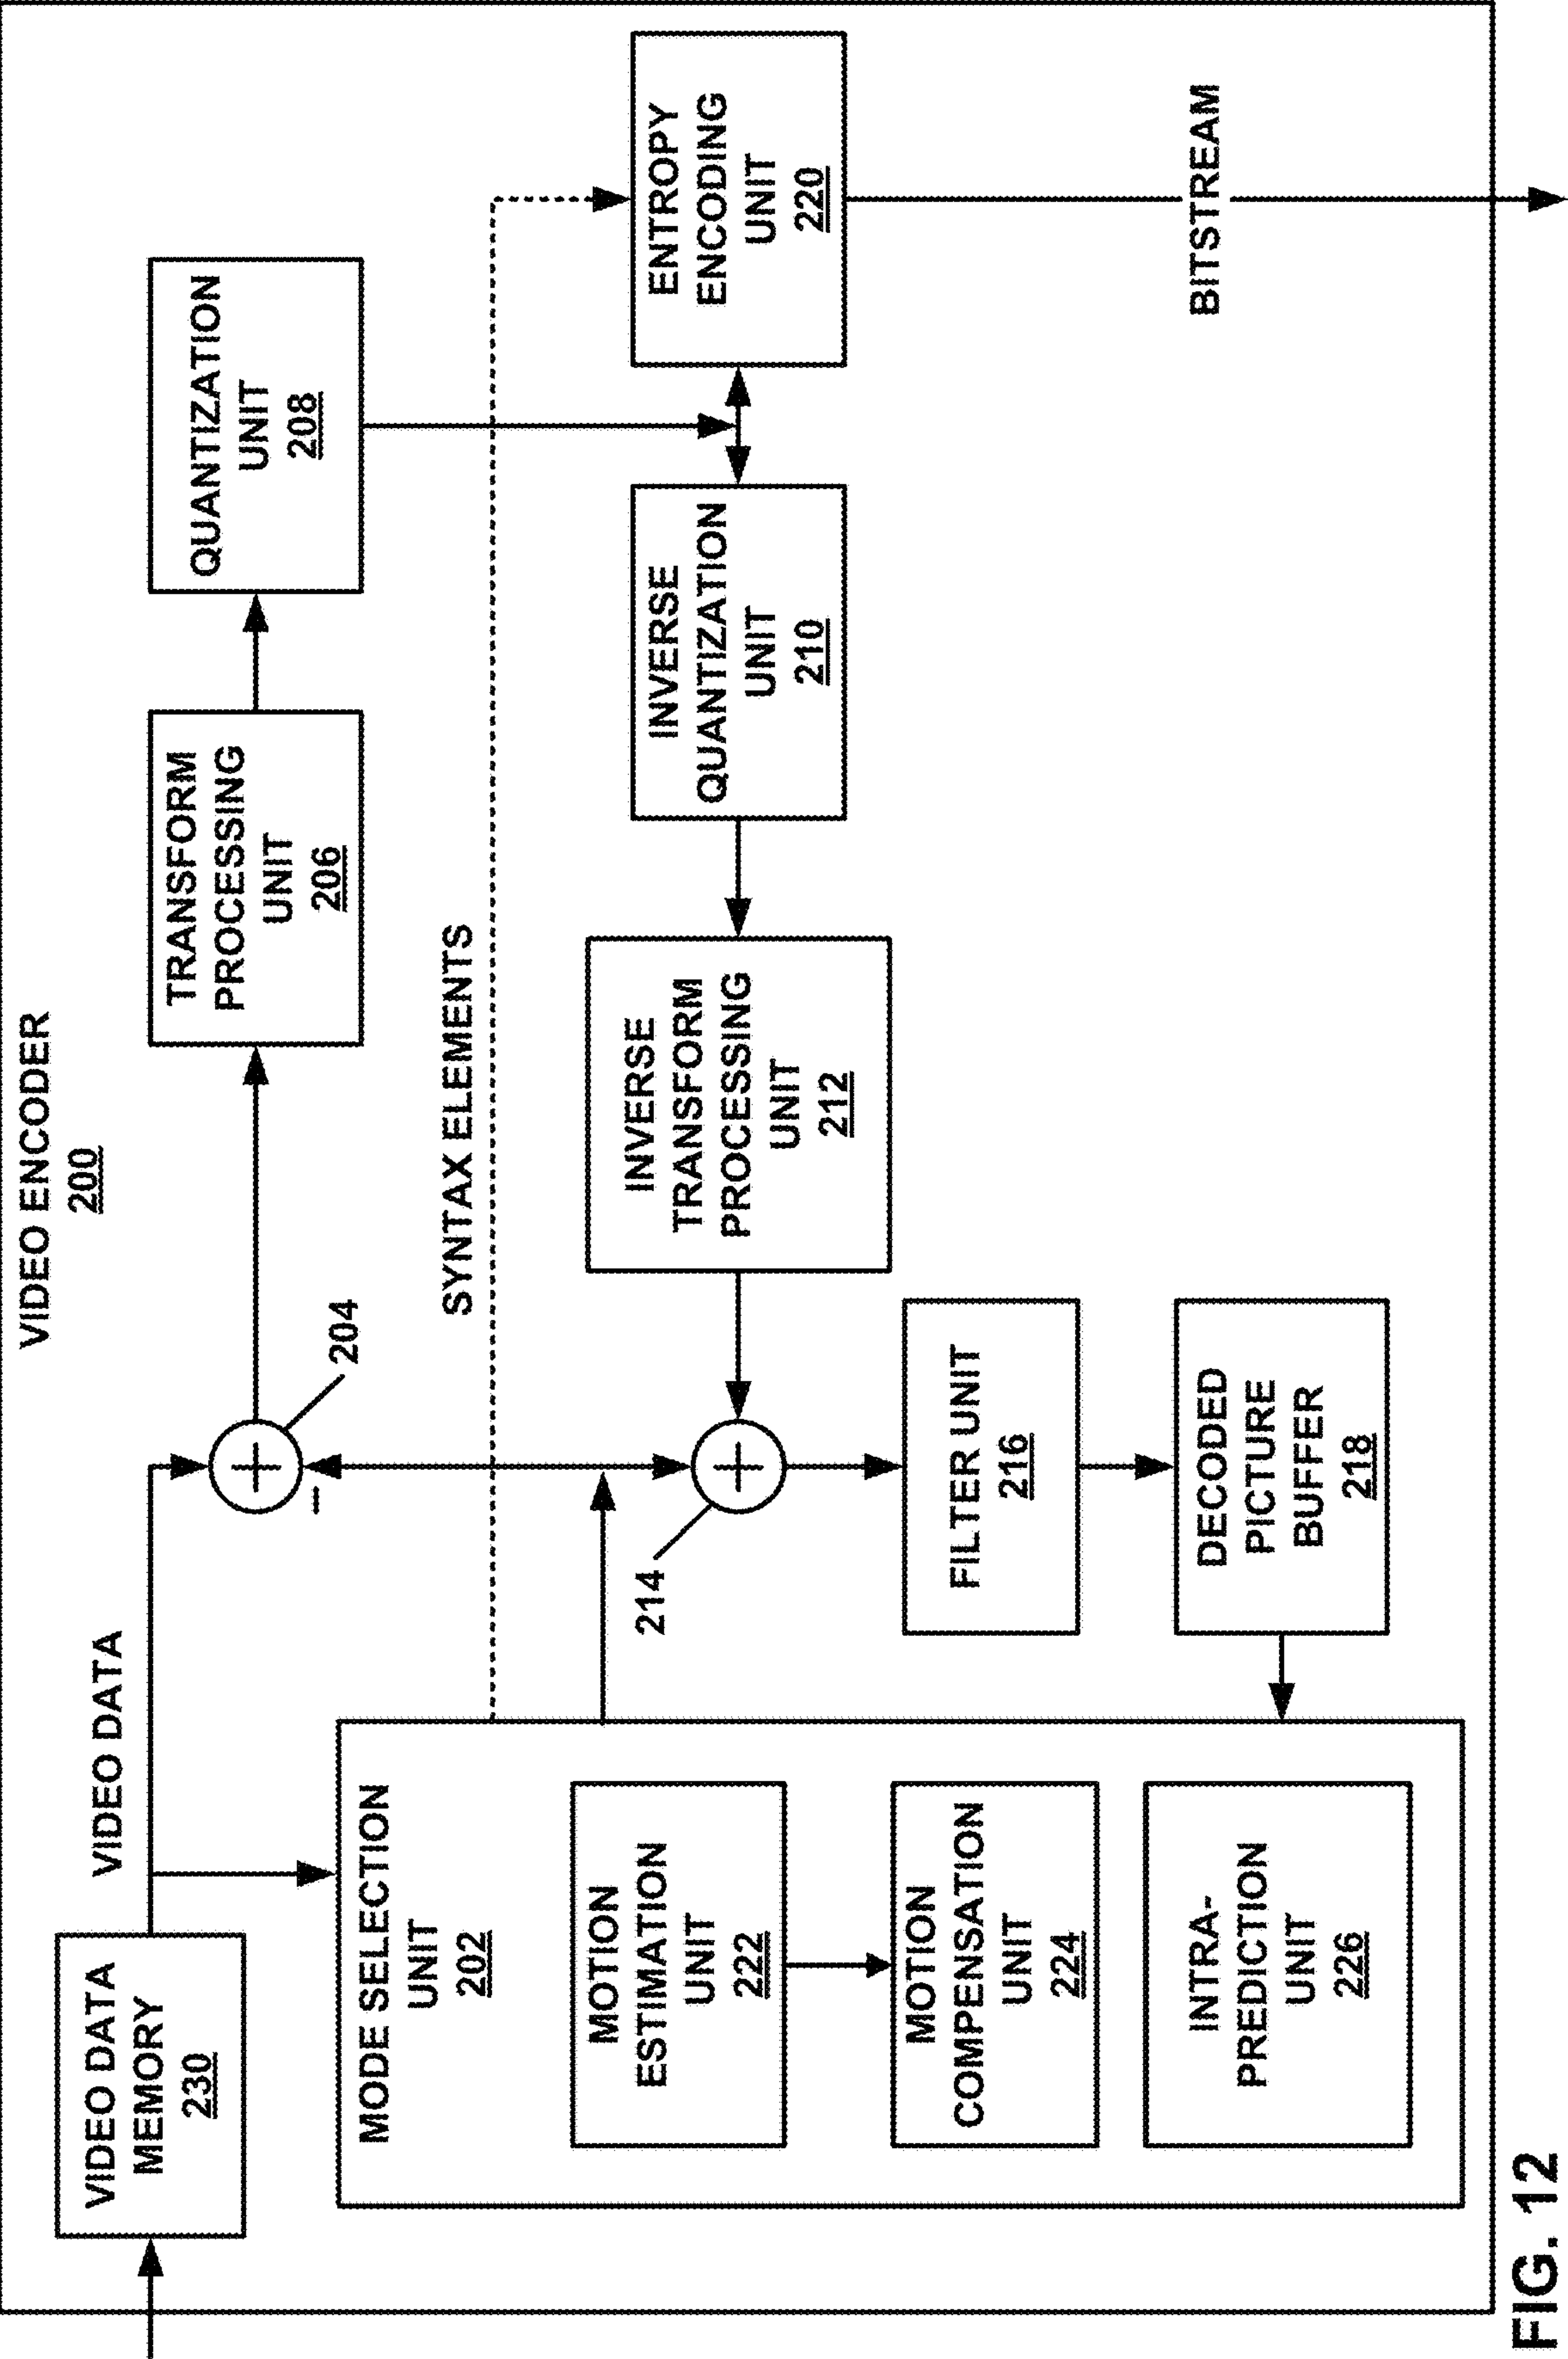 VIDEO ENCODER
200
VIDEO DATA
MEMORY
230
VIDEO DATA
204
TRANSFORM
PROCESSING
UNIT
206
QUANTIZATION
UNIT
208
SYNTAX ELEMENTS
MODE SELECTION
UNIT
202
MOTION
ESTIMATION
UNIT
222
MOTION
COMPENSATION
UNIT
224
INTRA-
PREDICTION
UNIT
226
214
INVERSE
TRANSFORM
PROCESSING
UNIT
212
INVERSE
QUANTIZATION
UNIT
210
ENTROPY
ENCODING
UNIT
220
FILTER UNIT
216
DECODED
PICTURE
BUFFER
218
BITSTREAM
FIG. 12